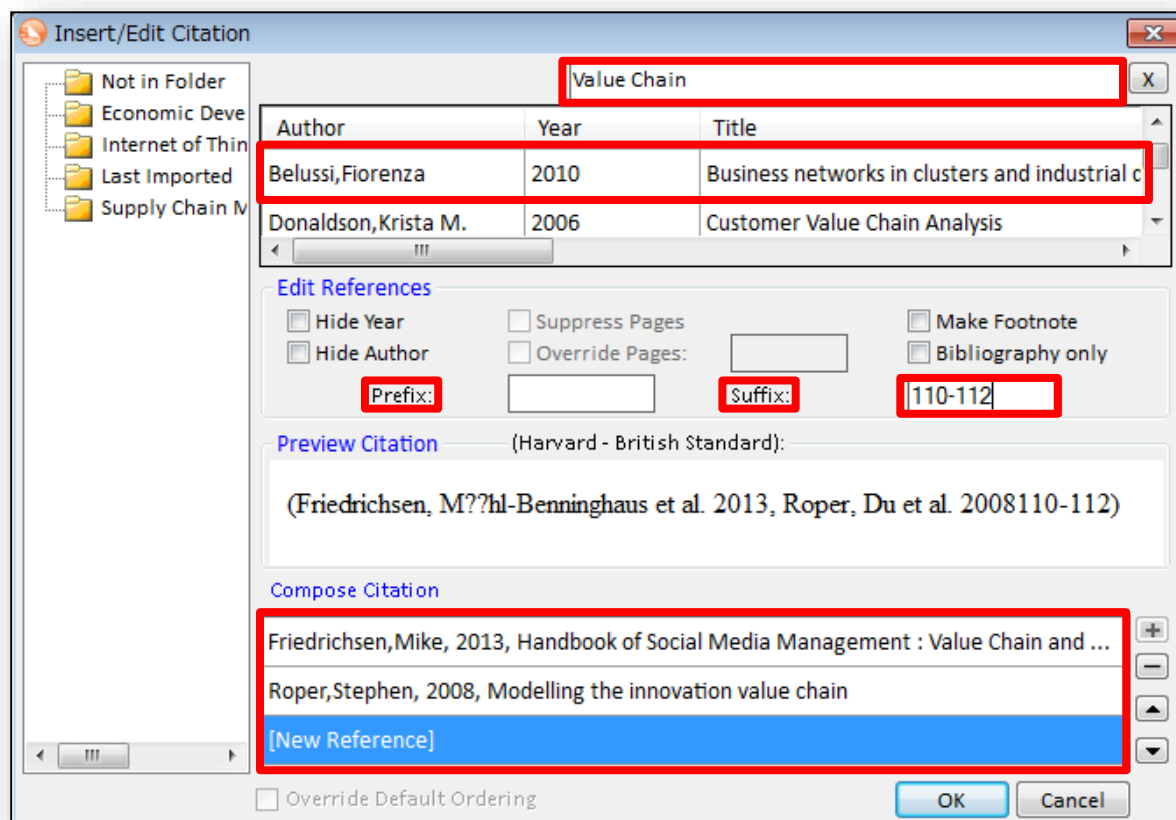 Insert/Edit Citation
Not in Folder
Economic Deve
Internet of Thin
Last Imported
Supply Chain M
Value Chain
X
Author Year Title
Belussi,Fiorenza 2010 Business networks in clusters and industrial d
Donaldson,Krista M. 2006 Customer Value Chain Analysis
Edit References
Hide Year Suppress Pages Make Footnote
Hide Author Override Pages: Bibliography only
Prefix: Suffix: 110-112
Preview Citation (Harvard - British Standard):
(Friedrichsen, M??hl-Benninghaus et al. 2013, Roper, Du et al. 2008110-112)
Compose Citation
Friedrichsen,Mike, 2013, Handbook of Social Media Management : Value Chain and ...
Roper,Stephen, 2008, Modelling the innovation value chain
[New Reference]
Override Default Ordering
OK Cancel